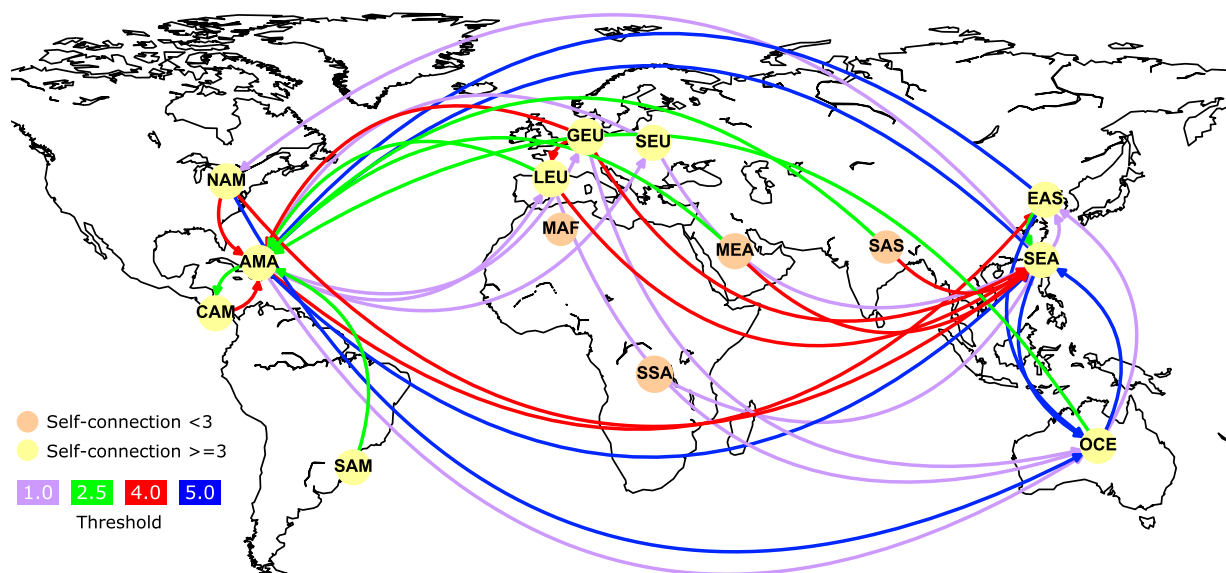 GEU
SEU
LEU
NAM
EAS
MAF
MEA
SAS
AMA
SEA
CAM
SSA
Self-connection <3
Self-connection >=3
OCE
SAM
1.0 2.5 4.0 5.0
Threshold